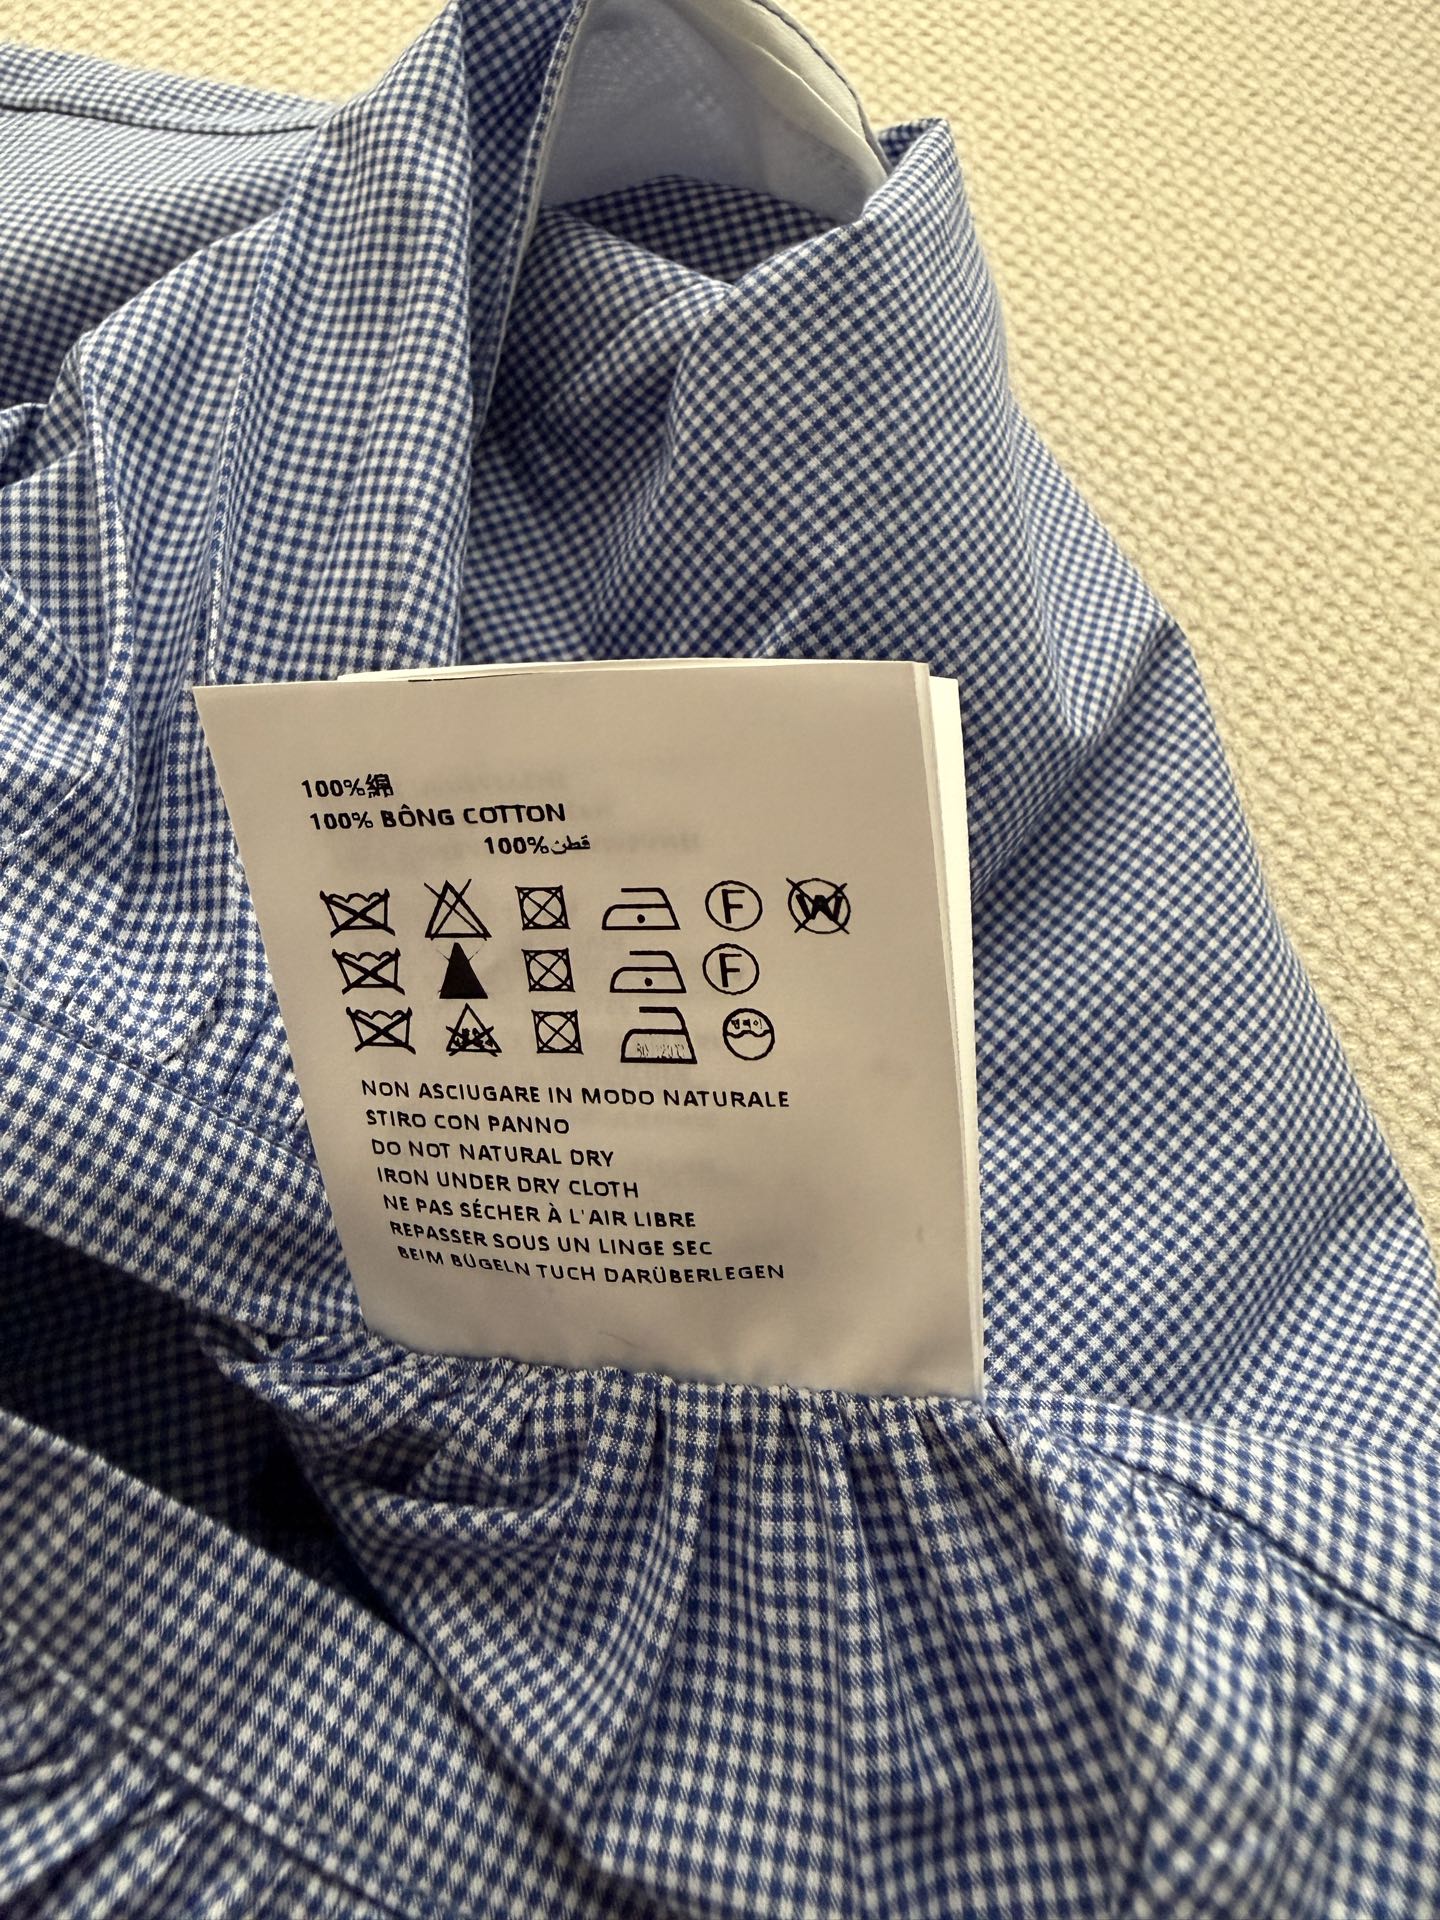 100%綿
100% BÔNG COTTON
100%قطن
F W
F
NON ASCIUGARE IN MODO NATURALE
STIRO CON PANNO
DO NOT NATURAL DRY
IRON UNDER DRY CLOTH
NE PAS SÉCHER À L'AIR LIBRE
REPASSER SOUS UN LINGE SEC
BEIM BÜGELN TUCH DARÜBERLEGEN